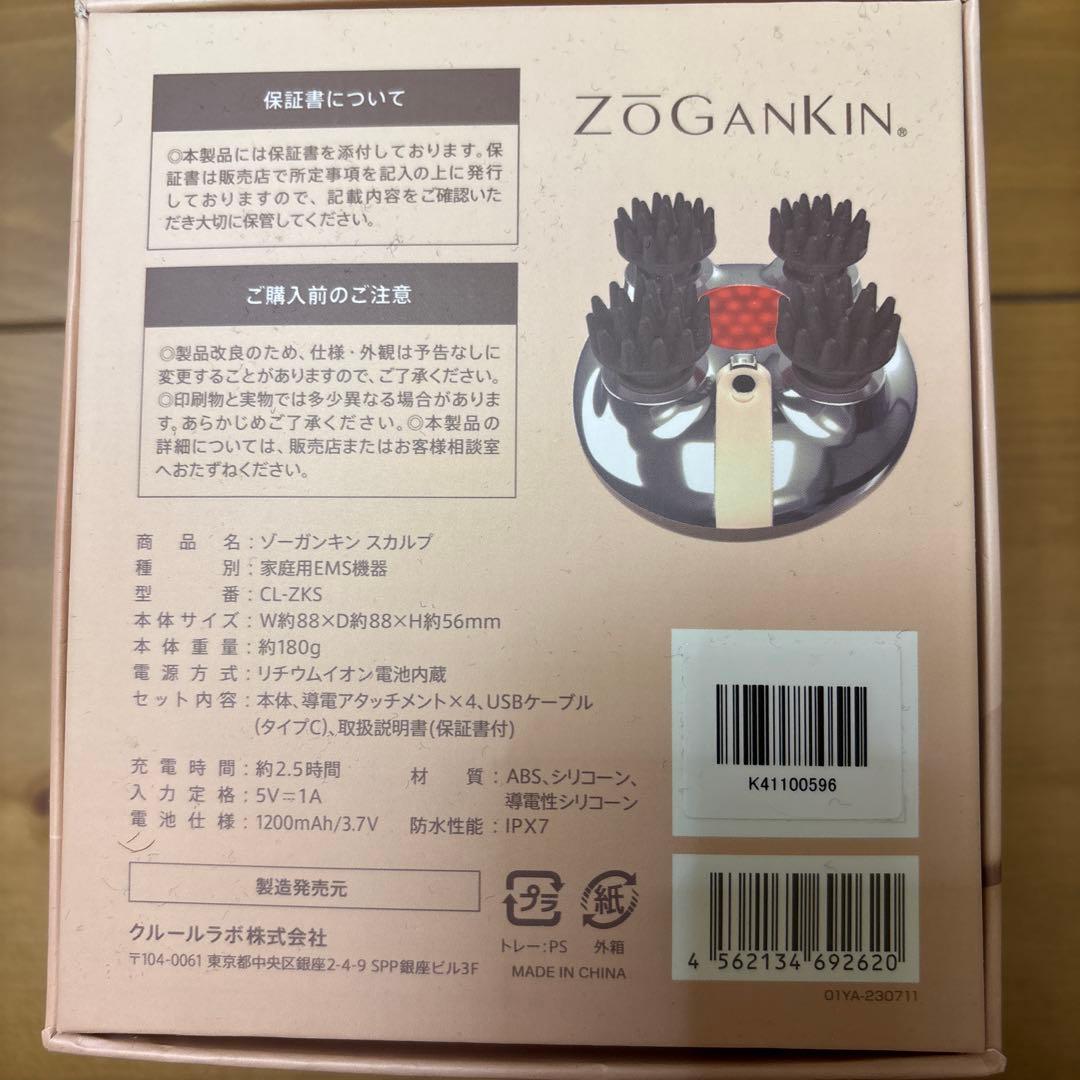 保証書について
◎本製品には保証書を添付しております。保
証書は販売店で所定事項を記入の上に発行
しておりますので、記載内容をご確認いた
だき大切に保管してください。
ZŌGANKIN®
ご購入前のご注意
◎製品改良のため、仕様・外観は予告なしに
変更することがありますので、ご了承ください。
◎印刷物と実物では多少異なる場合がありま
す。あらかじめご了承ください。◎本製品の
詳細については、販売店またはお客様相談室
へおたずねください。
商品名:ゾーガンキン スカルプ
種別:家庭用EMS機器
型番:CL-ZKS
本体サイズ:W約88×D約88×H約56mm
本体重量:約180g
電源方式:リチウムイオン電池内蔵
セット内容:本体、導電アタッチメント×4、USBケーブル
(タイプC)、取扱説明書(保証書付)
充電時間:約2.5時間
入力定格:5V⎓1A
電池仕様:1200mAh/3.7V
材質:ABS、シリコーン、
導電性シリコーン
防水性能:IPX7
K41100596
製造発売元
クルールラボ株式会社
〒104-0061 東京都中央区銀座2-4-9 SPP銀座ビル3F
プラ
トレー:PS
紙
外箱
MADE IN CHINA
4 562134 692620
01YA-230711